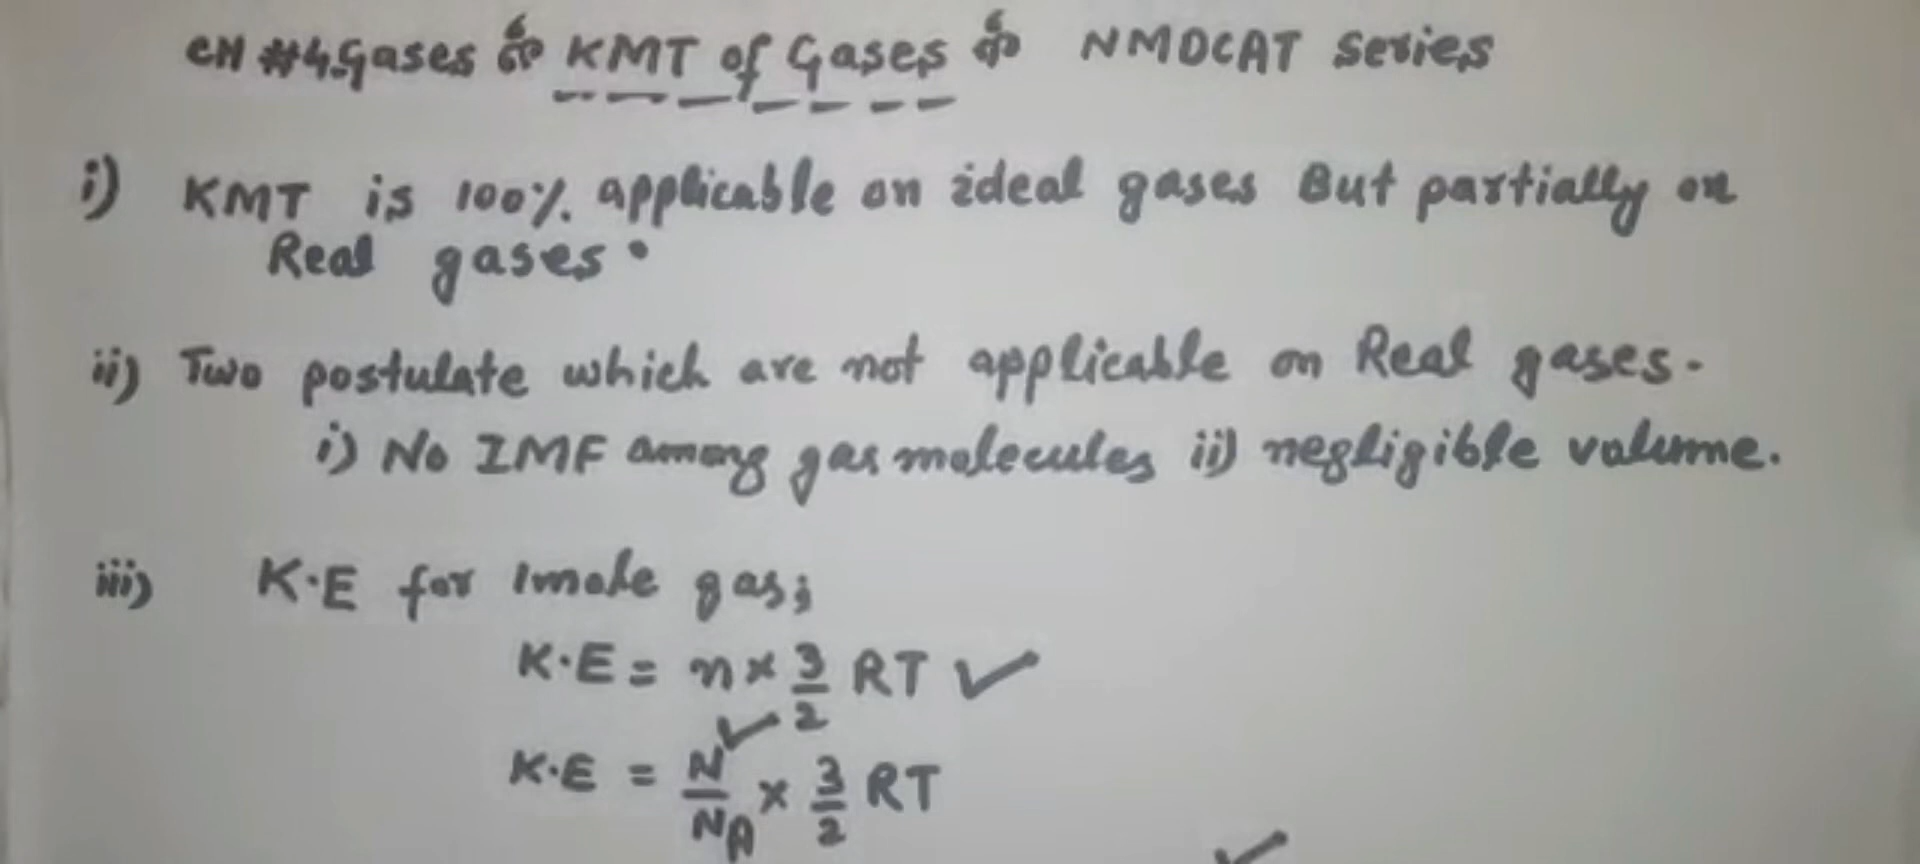 CH #4 Gases KMT of Gases NMDCAT series
i) KMT is 100% applicable on ideal gases But partially on
Real gases.
ii) Two postulate which are not applicable on Real gases.
i) No IMF among gas molecules ii) negligible volume.
iii) K.E for 1mole gas;
K.E = n × 3/2 RT ✓
K.E = N/NA × 3/2 RT